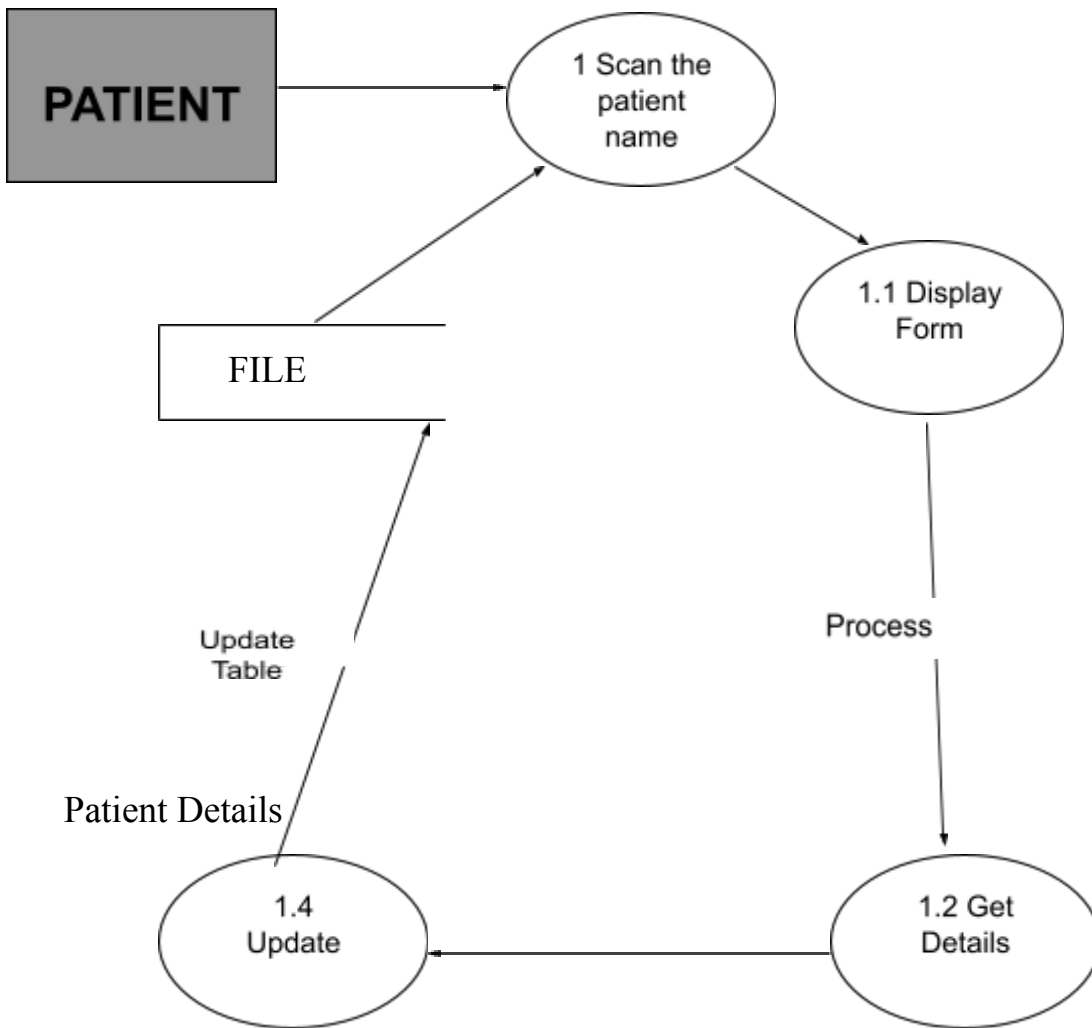 PATIENT
1 Scan the
patient
name
1.1 Display
Form
FILE
Process
Update
Table
Patient Details
1.4
Update
1.2 Get
Details